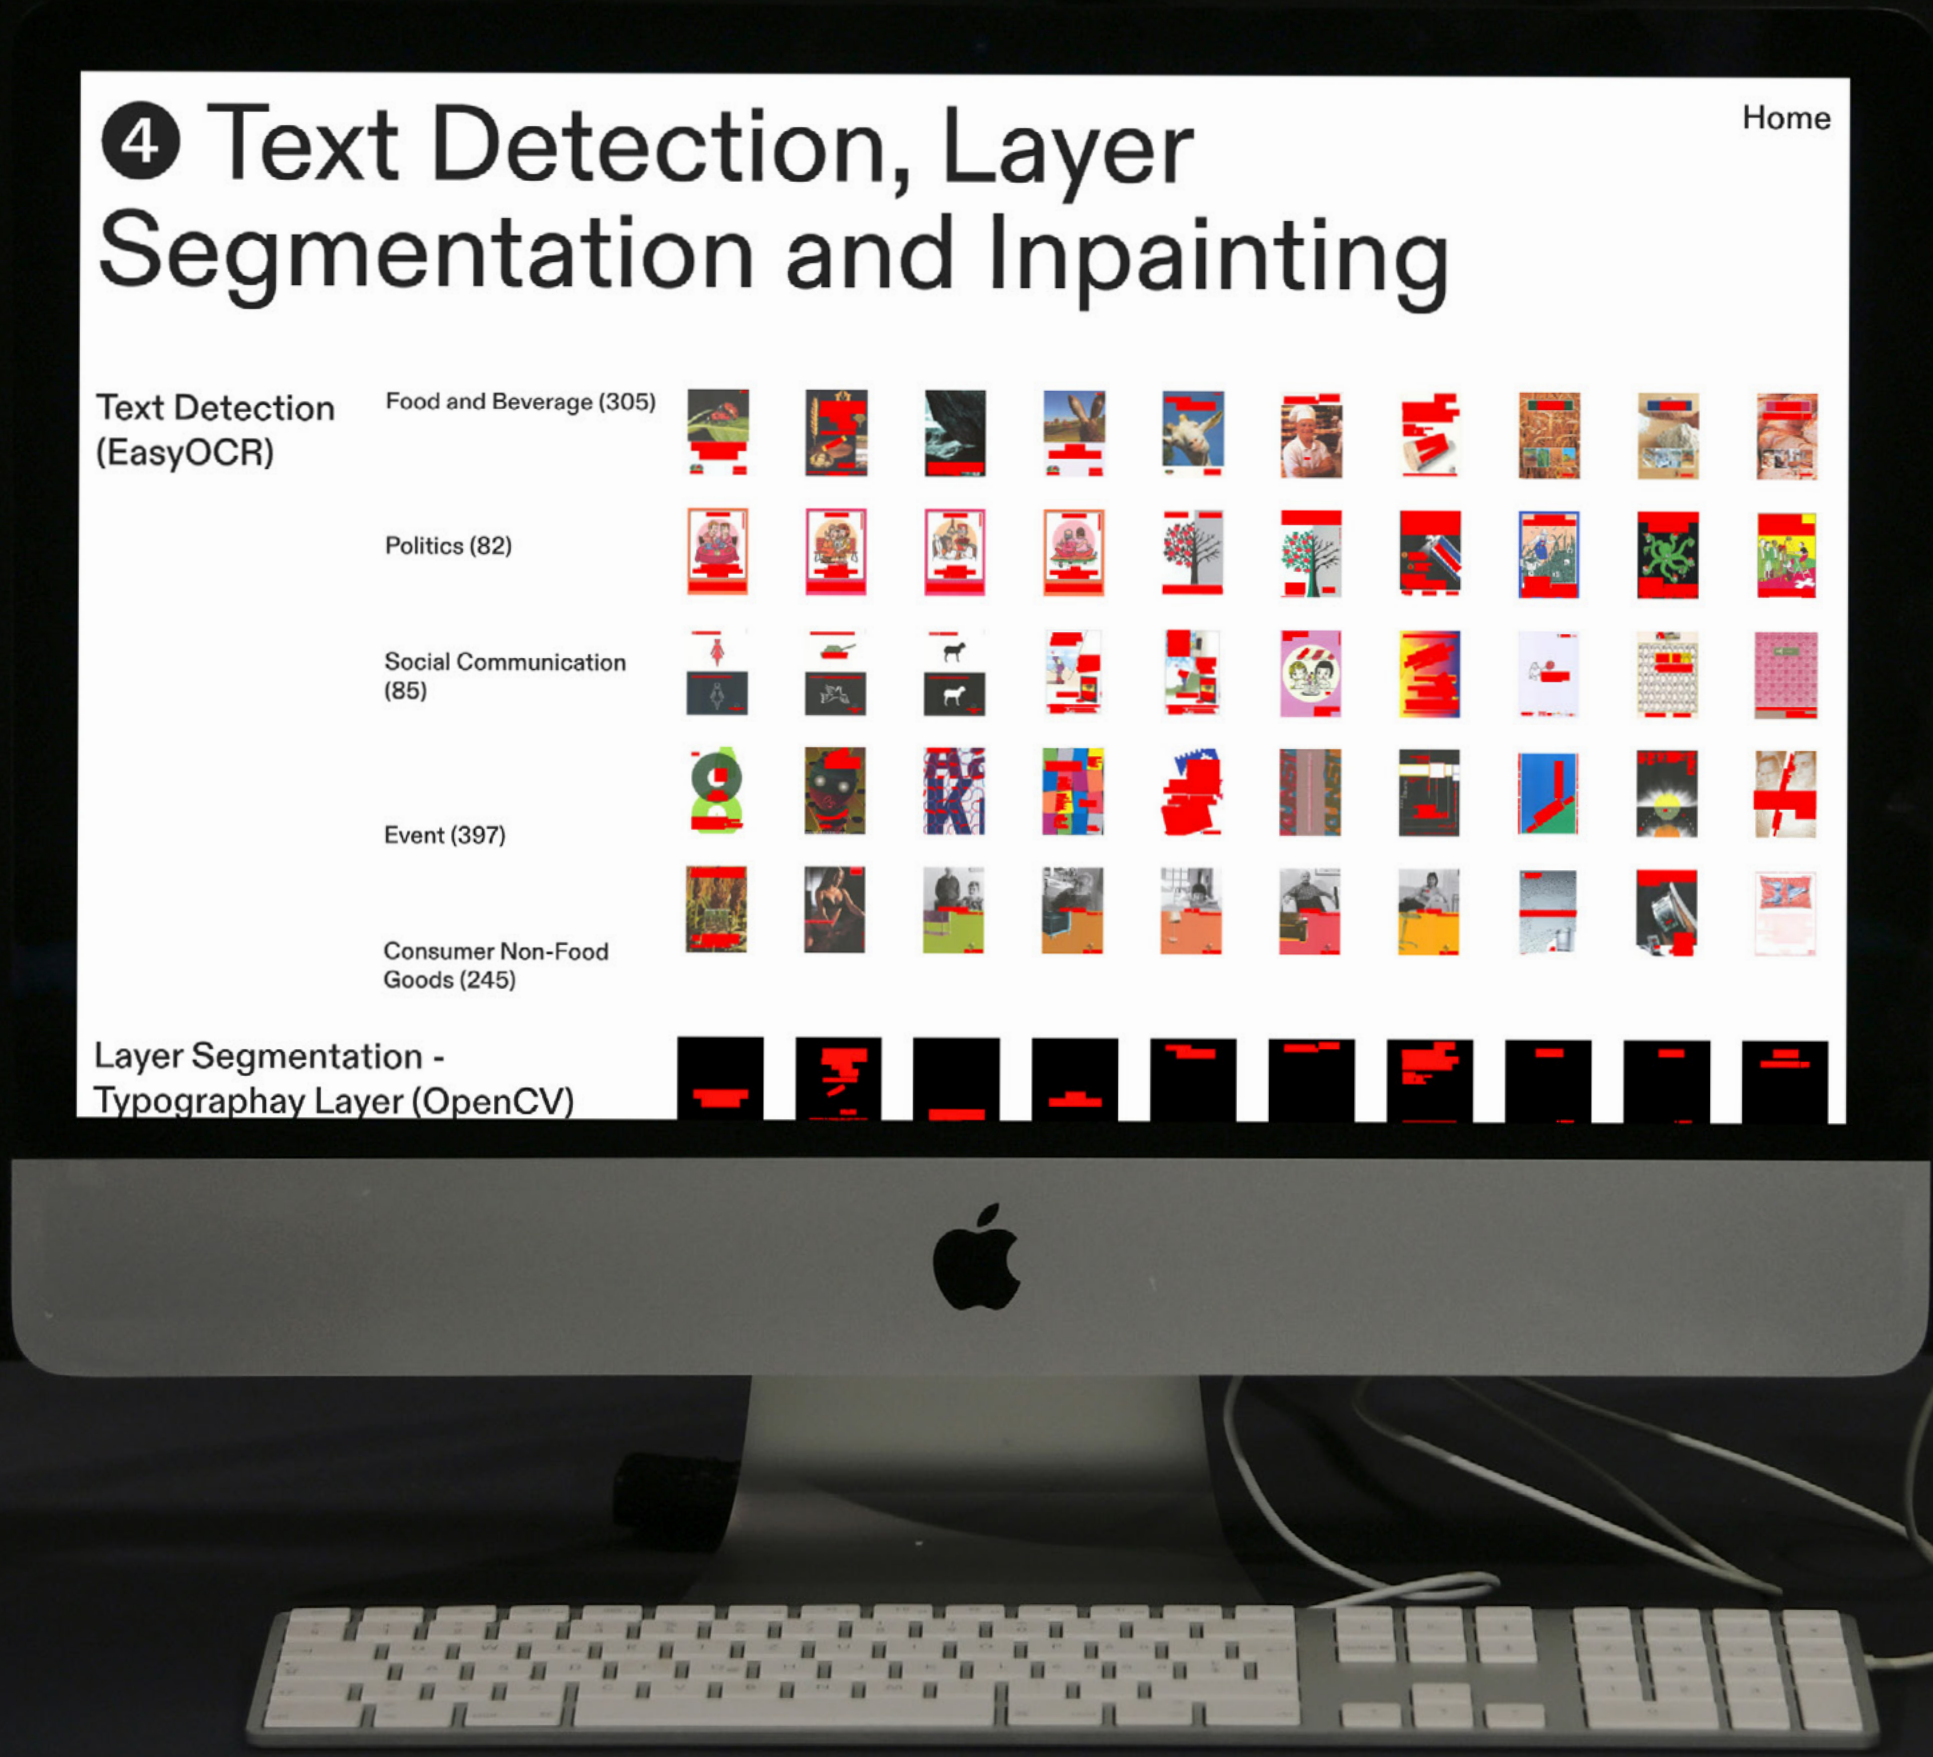 4 Text Detection, Layer
Segmentation and Inpainting
Home
Text Detection
(EasyOCR)
Food and Beverage (305)
Politics (82)
Social Communication
(85)
Event (397)
Consumer Non-Food
Goods (245)
Layer Segmentation -
Typographay Layer (OpenCV)